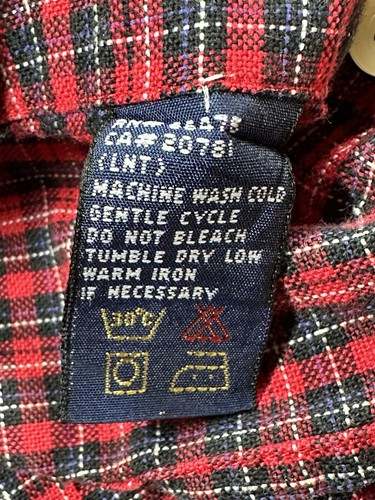 CA# 20781
(LNT)
MACHINE WASH COLD
GENTLE CYCLE
DO NOT BLEACH
TUMBLE DRY LOW
WARM IRON
IF NECESSARY
30°C